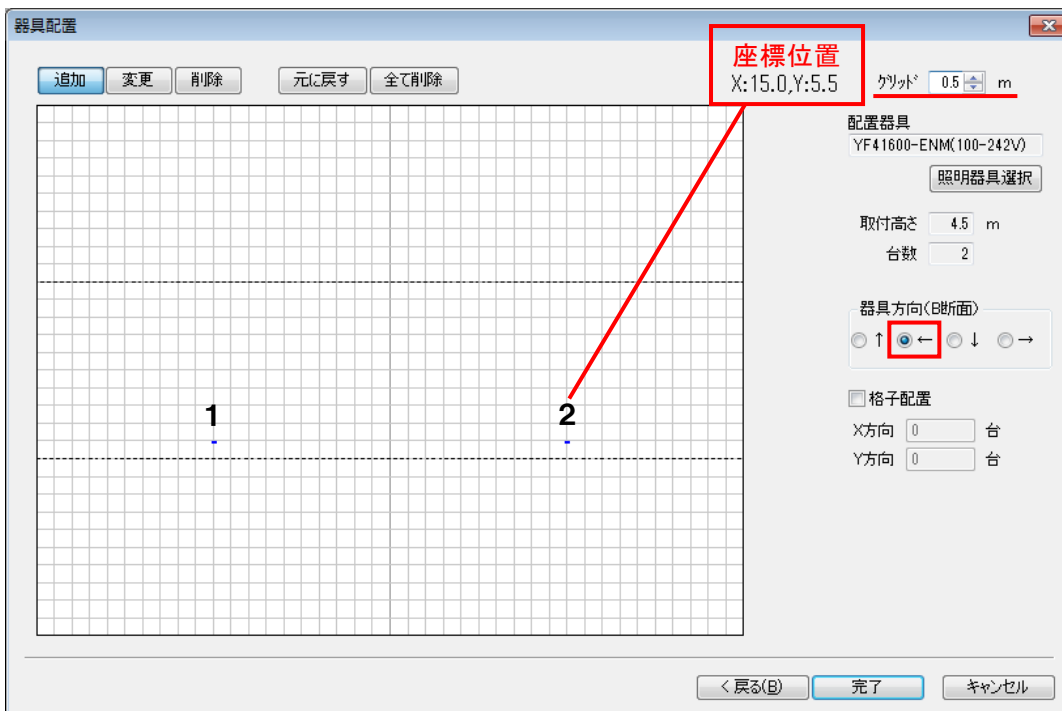 器具配置
追加 変更 削除 元に戻す 全て削除
座標位置
X:15.0,Y:5.5
グリッド 0.5 m
配置器具
YF41600-ENM(100-242V)
照明器具選択
取付高さ 4.5 m
台数 2
器具方向(B断面)
↑ ← ↓ →
格子配置
X方向 0 台
Y方向 0 台
1 2
< 戻る(B) 完了 キャンセル